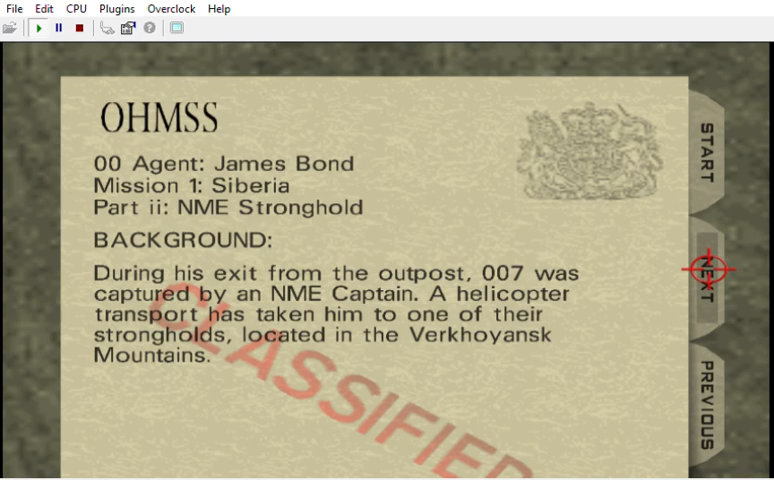 File Edit CPU Plugins Overclock Help
OHMSS
00 Agent: James Bond
Mission 1: Siberia
Part ii: NME Stronghold
BACKGROUND:
During his exit from the outpost, 007 was
captured by an NME Captain. A helicopter
transport has taken him to one of their
strongholds, located in the Verkhoyansk
Mountains.
CLASSIFIED
START
NEXT
PREVIOUS